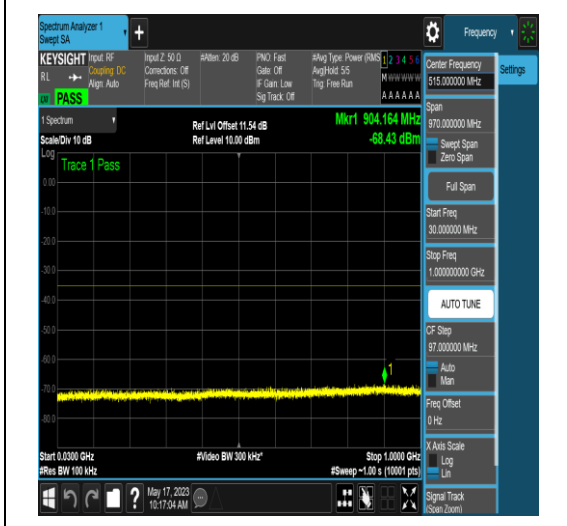 Spectrum Analyzer 1
Swept SA
Frequency
KEYSIGHT
Input: RF
Coupling: DC
Align: Auto
Input Z: 50 Ω
Corrections: Off
Freq Ref: Int (S)
#Atten: 20 dB
PNO: Fast
Gate: Off
IF Gain: Low
Sig Track: Off
#Avg Type: Power (RMS
Avg|Hold: 5/5
Trig: Free Run
1 2 3 4 5 6
M W W W W W
A A A A A A
RL
PASS
1 Spectrum
Scale/Div 10 dB
Ref Lvl Offset 11.54 dB
Ref Level 10.00 dBm
Mkr1 904.164 MHz
-68.43 dBm
Log
Trace 1 Pass
0.00
-10.0
-20.0
-30.0
-40.0
-50.0
-60.0
-70.0
-80.0
1
Start 0.0300 GHz
#Res BW 100 kHz
#Video BW 300 kHz*
Stop 1.0000 GHz
#Sweep ~1.00 s (10001 pts)
May 17, 2023
10:17:04 AM
Center Frequency
515.000000 MHz
Settings
Span
970.000000 MHz
Swept Span
Zero Span
Full Span
Start Freq
30.000000 MHz
Stop Freq
1.000000000 GHz
AUTO TUNE
CF Step
97.000000 MHz
Auto
Man
Freq Offset
0 Hz
X Axis Scale
Log
Lin
Signal Track
(Span Zoom)